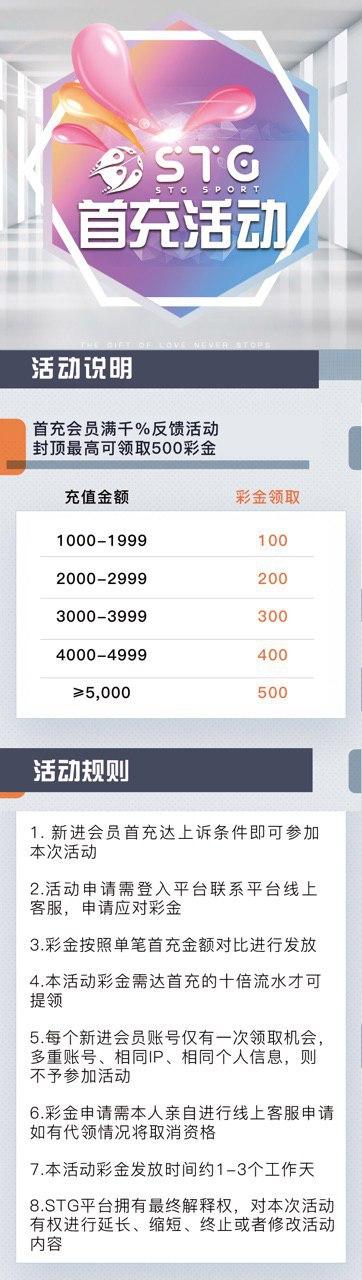 STG
STG SPORT
首充活动
THE GIFT OF LOVE NEVER STOPS
活动说明
首充会员满千%反馈活动
封顶最高可领取500彩金
充值金额 彩金领取
1000-1999 100
2000-2999 200
3000-3999 300
4000-4999 400
≥5,000 500
活动规则
1. 新进会员首充达上诉条件即可参加
本次活动
2.活动申请需登入平台联系平台线上
客服，申请应对彩金
3.彩金按照单笔首充金额对比进行发放
4.本活动彩金需达首充的十倍流水才可
提领
5.每个新进会员账号仅有一次领取机会，
多重账号、相同IP、相同个人信息，则
不予参加活动
6.彩金申请需本人亲自进行线上客服申请
如有代领情况将取消资格
7.本活动彩金发放时间约1-3个工作天
8.STG平台拥有最终解释权，对本次活动
有权进行延长、缩短、终止或者修改活动
内容